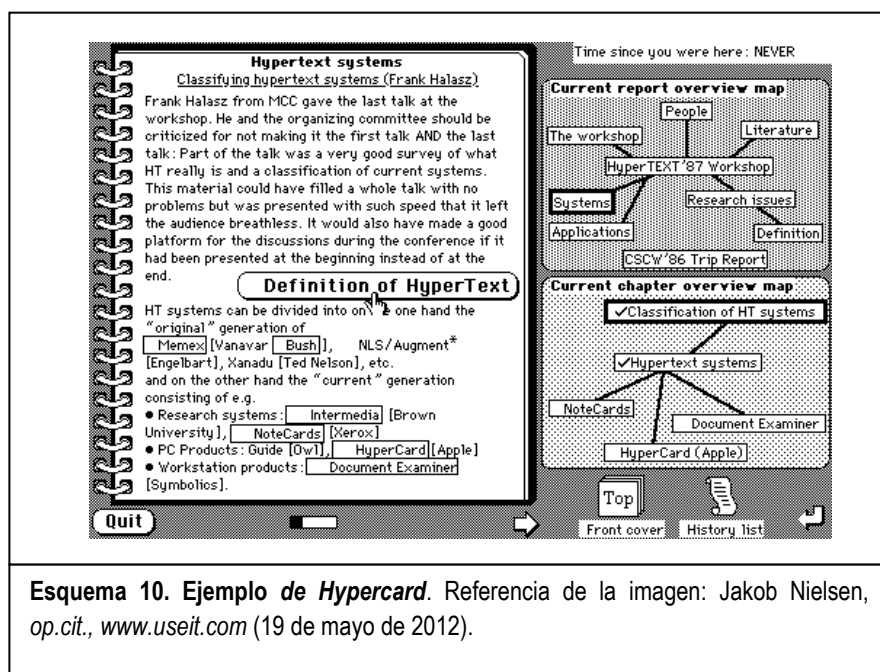 Hypertext systems
Classifying hypertext systems (Frank Halasz)
Frank Halasz from MCC gave the last talk at the
workshop. He and the organizing committee should be
criticized for not making it the first talk AND the last
talk: Part of the talk was a very good survey of what
HT really is and a classification of current systems.
This material could have filled a whole talk with no
problems but was presented with such speed that it left
the audience breathless. It would also have made a good
platform for the discussions during the conference if it
had been presented at the beginning instead of at the
end.
Definition of HyperText
HT systems can be divided into on one hand the
"original" generation of
Memex [Vanavar Bush], NLS/Augment*
[Engelbart], Xanadu [Ted Nelson], etc.
and on the other hand the "current" generation
consisting of e.g.
● Research systems: Intermedia [Brown
University], NoteCards [Xerox]
● PC Products: Guide [Owl], HyperCard [Apple]
● Workstation products: Document Examiner
[Symbolics].
Quit
Time since you were here: NEVER
Current report overview map
People
The workshop
Literature
HyperTEXT'87 Workshop
Systems
Research issues
Applications
Definition
CSCW'86 Trip Report
Current chapter overview map
✓Classification of HT systems
✓Hypertext systems
NoteCards
Document Examiner
HyperCard (Apple)
Top
Front cover
History list
Esquema 10. Ejemplo de Hypercard. Referencia de la imagen: Jakob Nielsen,
op.cit., www.useit.com (19 de mayo de 2012).